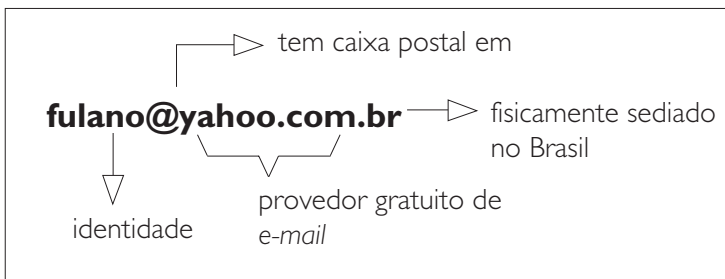 tem caixa postal em
fulano@yahoo.com.br
fisicamente sediado
no Brasil
identidade
provedor gratuito de
e-mail